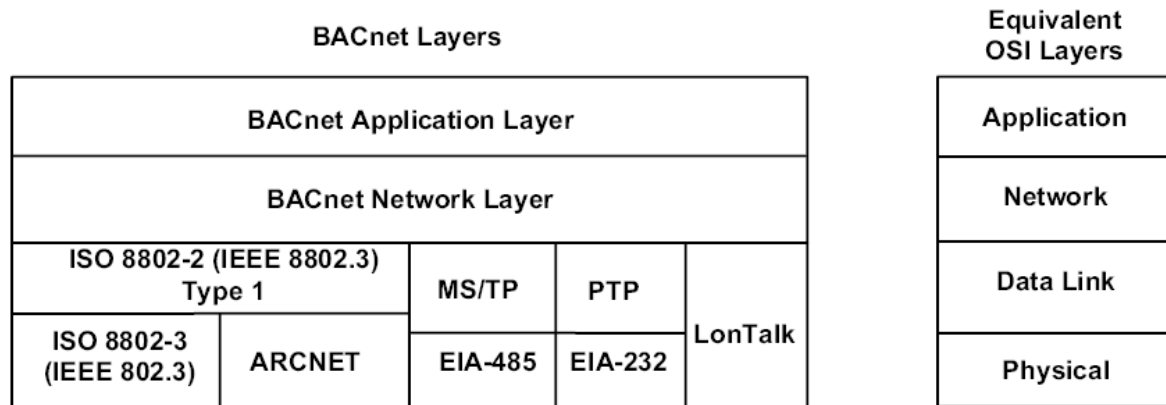 BACnet Layers
Equivalent
OSI Layers
BACnet Application Layer
Application
BACnet Network Layer
Network
ISO 8802-2 (IEEE 8802.3)
Type 1
MS/TP
PTP
LonTalk
Data Link
ISO 8802-3
(IEEE 802.3)
ARCNET
EIA-485
EIA-232
Physical